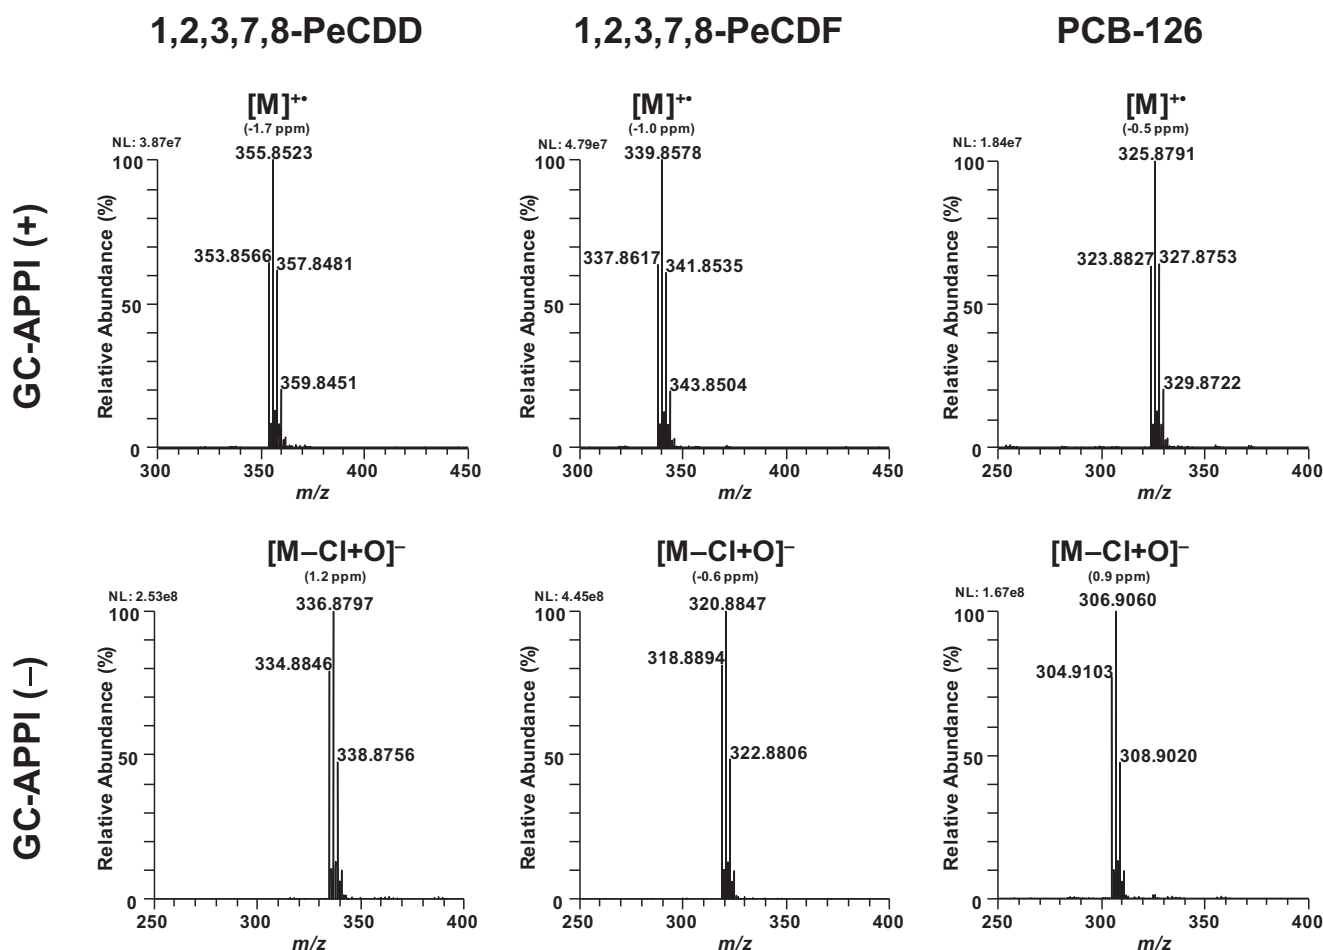 1,2,3,7,8-PeCDD
1,2,3,7,8-PeCDF
PCB-126
GC-APPI (+)
[M]+•
(-1.7 ppm)
NL: 3.87e7
355.8523
353.8566
357.8481
359.8451
Relative Abundance (%)
100
50
0
300 350 400 450
m/z
[M]+•
(-1.0 ppm)
NL: 4.79e7
339.8578
337.8617
341.8535
343.8504
Relative Abundance (%)
100
50
0
300 350 400 450
m/z
[M]+•
(-0.5 ppm)
NL: 1.84e7
325.8791
323.8827
327.8753
329.8722
Relative Abundance (%)
100
50
0
250 300 350 400
m/z
GC-APPI (–)
[M–Cl+O]–
(1.2 ppm)
NL: 2.53e8
336.8797
334.8846
338.8756
Relative Abundance (%)
100
50
0
250 300 350 400
m/z
[M–Cl+O]–
(-0.6 ppm)
NL: 4.45e8
320.8847
318.8894
322.8806
Relative Abundance (%)
100
50
0
250 300 350 400
m/z
[M–Cl+O]–
(0.9 ppm)
NL: 1.67e8
306.9060
304.9103
308.9020
Relative Abundance (%)
100
50
0
250 300 350 400
m/z